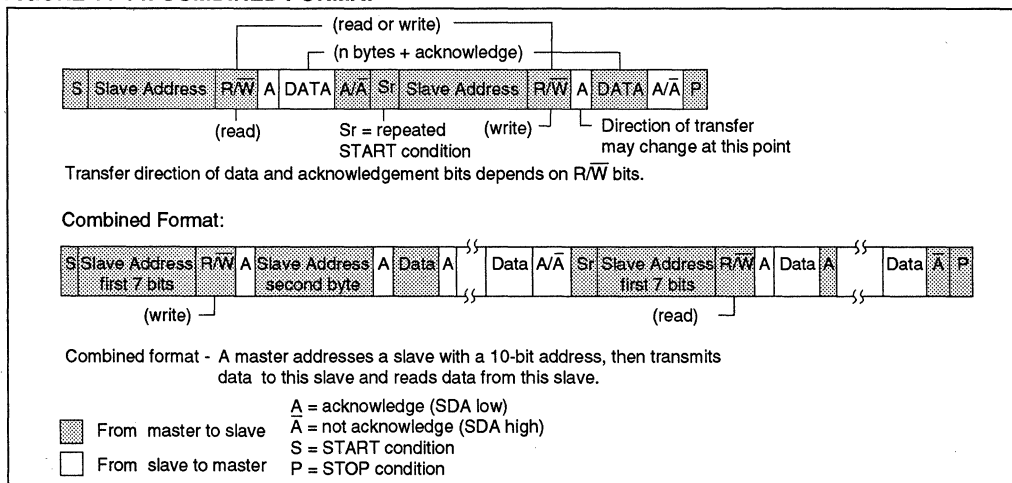 (read or write)
(n bytes + acknowledge)
S Slave Address R/W̅ A DATA A/A̅ Sr Slave Address R/W̅ A DATA A/A̅ P
(read) Sr = repeated (write) Direction of transfer
START condition may change at this point
Transfer direction of data and acknowledgement bits depends on R/W̅ bits.
Combined Format:
S Slave Address R/W̅ A Slave Address A Data A Data A/A̅ Sr Slave Address R/W̅ A Data A Data A̅ P
first 7 bits second byte first 7 bits
(write) (read)
Combined format - A master addresses a slave with a 10-bit address, then transmits
data to this slave and reads data from this slave.
A = acknowledge (SDA low)
From master to slave A̅ = not acknowledge (SDA high)
S = START condition
From slave to master P = STOP condition